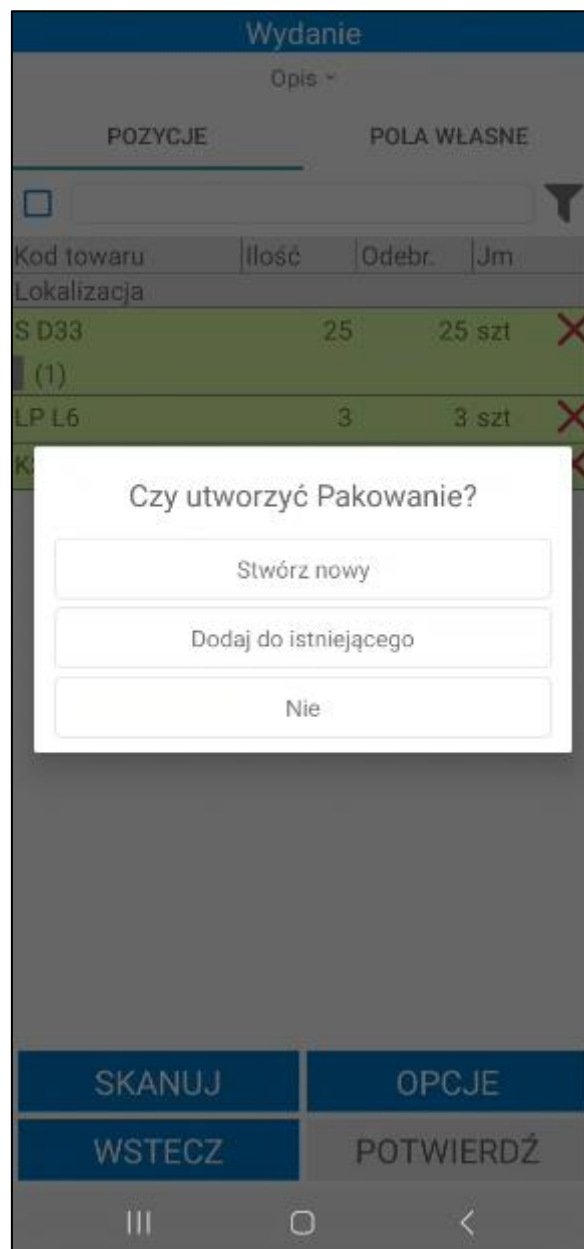 Wydanie
Opis
POZYCJE POLA WŁASNE
Kod towaru Ilość Odebr. Jm
Lokalizacja
S D33 25 25 szt
(1)
LP L6 3 3 szt
Czy utworzyć Pakowanie?
Stwórz nowy
Dodaj do istniejącego
Nie
SKANUJ OPCJE
WSTECZ POTWIERDŹ